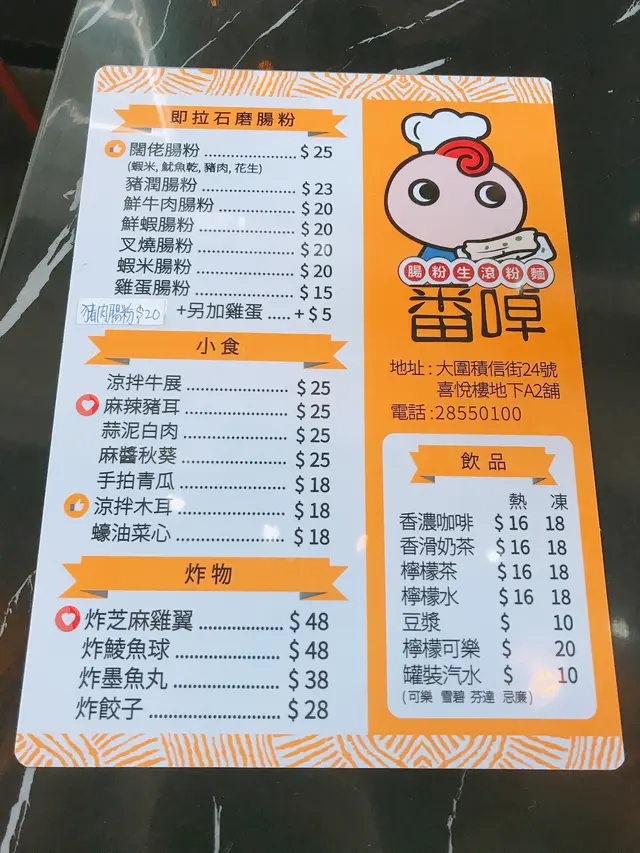 即拉石磨腸粉
闊佬腸粉 $25
(蝦米, 魷魚乾, 豬肉, 花生)
豬潤腸粉 $23
鮮牛肉腸粉 $20
鮮蝦腸粉 $20
叉燒腸粉 $20
蝦米腸粉 $20
雞蛋腸粉 $15
豬肉腸粉$20
+另加雞蛋 +$5
小食
涼拌牛展 $25
麻辣豬耳 $25
蒜泥白肉 $25
麻醬秋葵 $25
手拍青瓜 $18
涼拌木耳 $18
蠔油菜心 $18
炸物
炸芝麻雞翼 $48
炸鯪魚球 $48
炸墨魚丸 $38
炸餃子 $28
腸粉生滾粉麵
番啅
地址:大圍積信街24號
喜悅樓地下A2舖
電話:28550100
飲品
熱 凍
香濃咖啡 $16 18
香滑奶茶 $16 18
檸檬茶 $16 18
檸檬水 $16 18
豆漿 $ 10
檸檬可樂 $ 20
罐裝汽水 $ 10
(可樂 雪碧 芬達 忌廉)